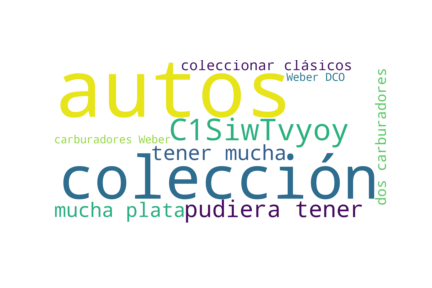 coleccionar clásicos
Weber DCO
autos
dos carburadores
C1SiwTvyoy
carburadores Weber
tener mucha
colección
mucha plata
pudiera tener